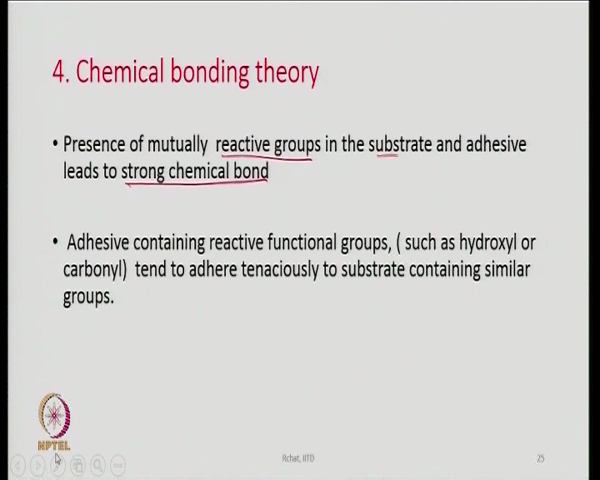 4. Chemical bonding theory
• Presence of mutually reactive groups in the substrate and adhesive
leads to strong chemical bond
• Adhesive containing reactive functional groups, ( such as hydroxyl or
carbonyl) tend to adhere tenaciously to substrate containing similar
groups.
NPTEL
Rchat, IITD
25